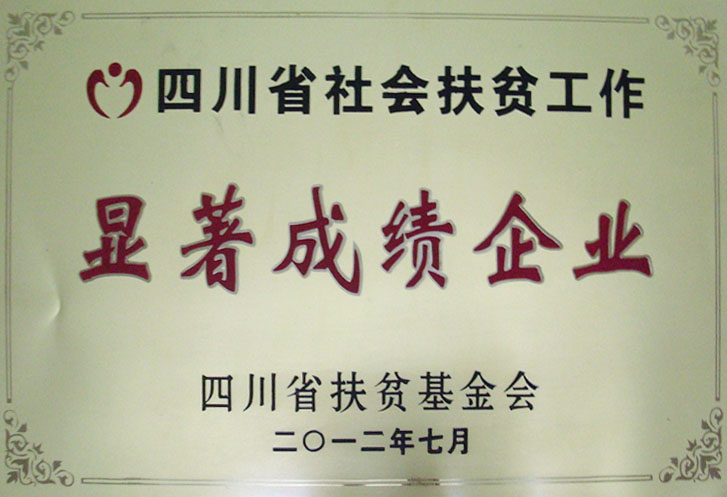 四川省社会扶贫工作
显著成绩企业
四川省扶贫基金会
二〇一二年七月